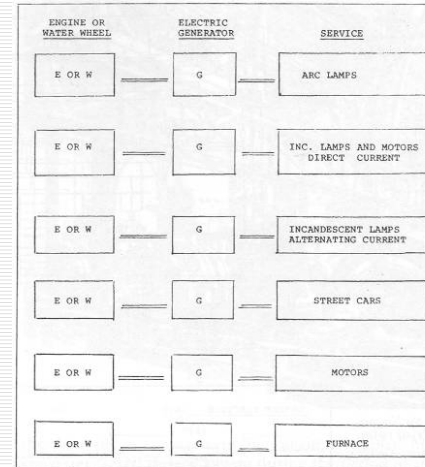 ENGINE OR
WATER WHEEL
ELECTRIC
GENERATOR
SERVICE
E OR W
G
ARC LAMPS
E OR W
G
INC. LAMPS AND MOTORS
DIRECT CURRENT
E OR W
G
INCANDESCENT LAMPS
ALTERNATING CURRENT
E OR W
G
STREET CARS
E OR W
G
MOTORS
E OR W
G
FURNACE